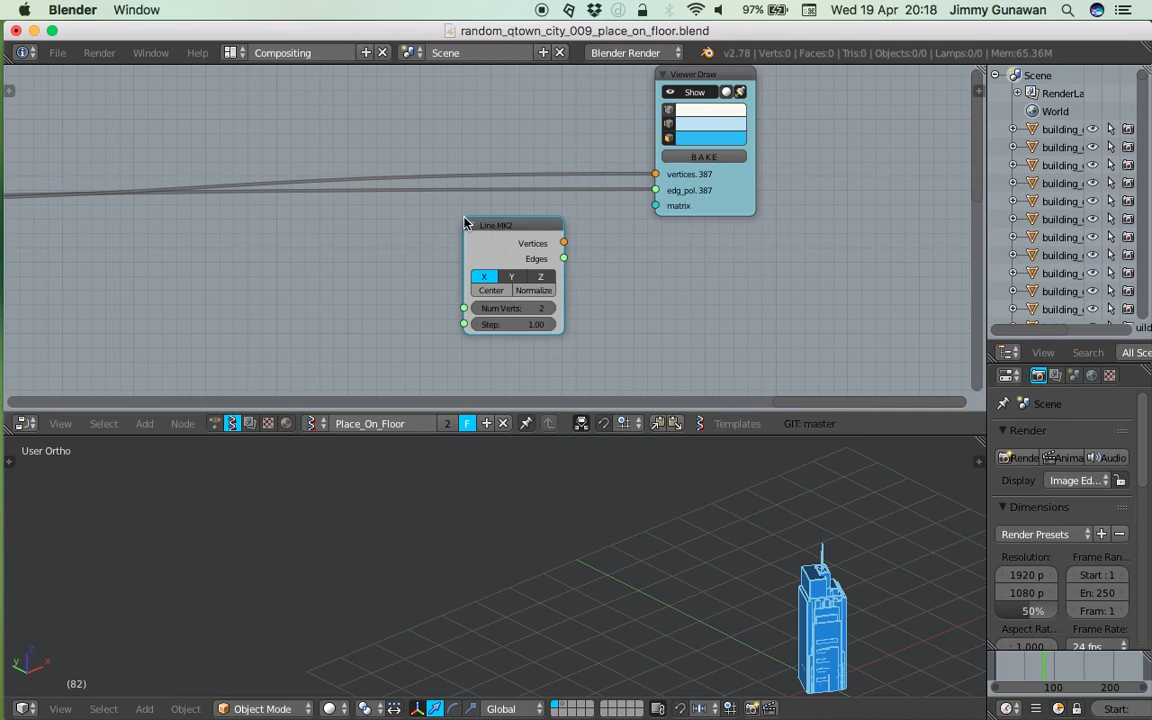 Blender Window 97% Wed 19 Apr 20:18 Jimmy Gunawan
random_qtown_city_009_place_on_floor.blend
File Render Window Help Compositing Scene Blender Render v2.78 | Verts:0 | Faces:0 | Tris:0 | Objects:0/0 | Lamps:0/0 | Mem:65.36M
Viewer Draw
Show
B A K E
vertices. 387
edg_pol. 387
matrix
Line MK2
Vertices
Edges
X Y Z
Center Normalize
Num Verts: 2
Step: 1.00
View Select Add Node Place_On_Floor 2 F Templates GIT: master
User Ortho
(82)
View Select Add Object Object Mode Global
Scene
RenderLa
World
building_
building_
building_
building_
building_
building_
building_
building_
building_
building_
building_
View Search All Sce
Scene
Render
Rende Anima Audio
Display Image Ed...
Dimensions
Render Presets
Resolution: Frame Ran...
1920 p Start : 1
1080 p En: 250
50% Fram: 1
Aspect Rat... Frame Rate:
1.000 24 fps
100 200
Start: